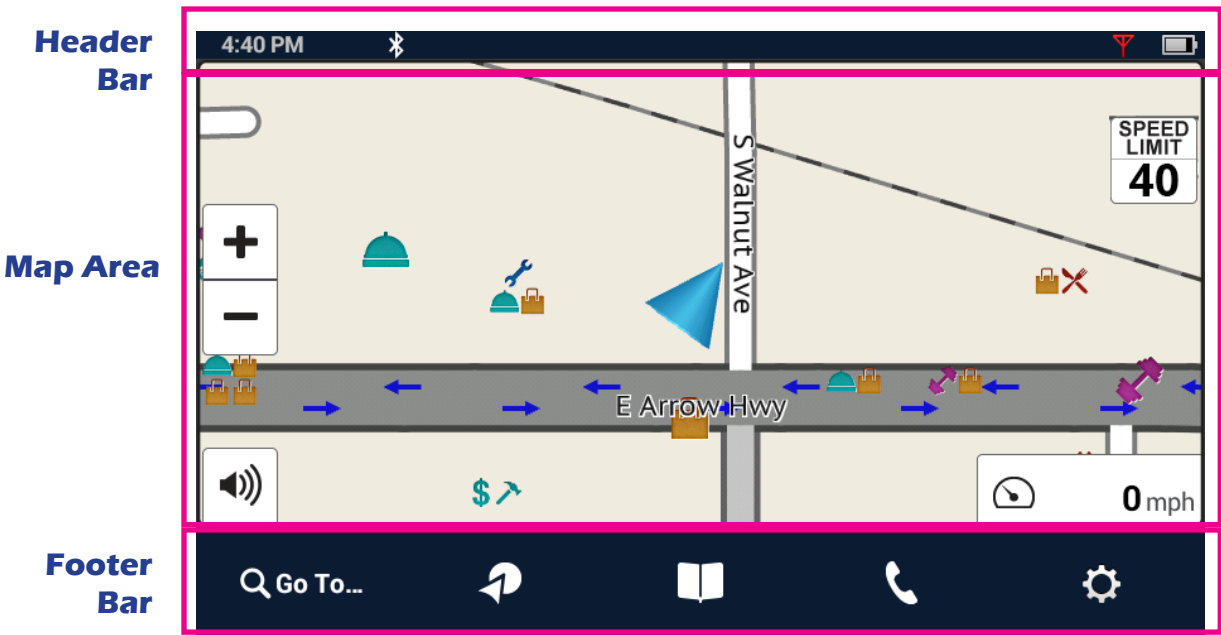 Header
Bar
4:40 PM
SPEED
LIMIT
40
S Walnut Ave
Map Area
E Arrow Hwy
$
0 mph
Footer
Bar
Go To...